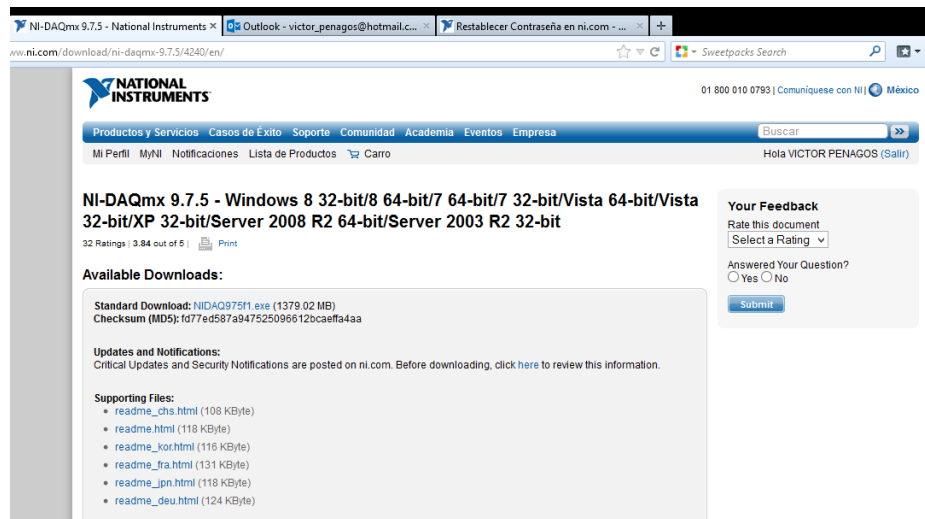 NI-DAQmx 9.7.5 - National Instruments ×
Outlook - victor_penagos@hotmail.c... ×
Restablecer Contraseña en ni.com - ... ×
+
ww.ni.com/download/ni-daqmx-9.7.5/4240/en/
Sweetpacks Search
NATIONAL
INSTRUMENTS
01 800 010 0793 | Comuníquese con NI | México
Productos y Servicios Casos de Éxito Soporte Comunidad Academia Eventos Empresa
Buscar
Mi Perfil MyNI Notificaciones Lista de Productos Carro
Hola VICTOR PENAGOS (Salir)
NI-DAQmx 9.7.5 - Windows 8 32-bit/8 64-bit/7 64-bit/7 32-bit/Vista 64-bit/Vista
32-bit/XP 32-bit/Server 2008 R2 64-bit/Server 2003 R2 32-bit
32 Ratings | 3.84 out of 5 | Print
Available Downloads:
Standard Download: NIDAQ975f1.exe (1379.02 MB)
Checksum (MD5): fd77ed587a947525096612bcaeffa4aa
Updates and Notifications:
Critical Updates and Security Notifications are posted on ni.com. Before downloading, click here to review this information.
Supporting Files:
readme_chs.html (108 KByte)
readme.html (118 KByte)
readme_kor.html (116 KByte)
readme_fra.html (131 KByte)
readme_jpn.html (118 KByte)
readme_deu.html (124 KByte)
Your Feedback
Rate this document
Select a Rating
Answered Your Question?
Yes No
Submit